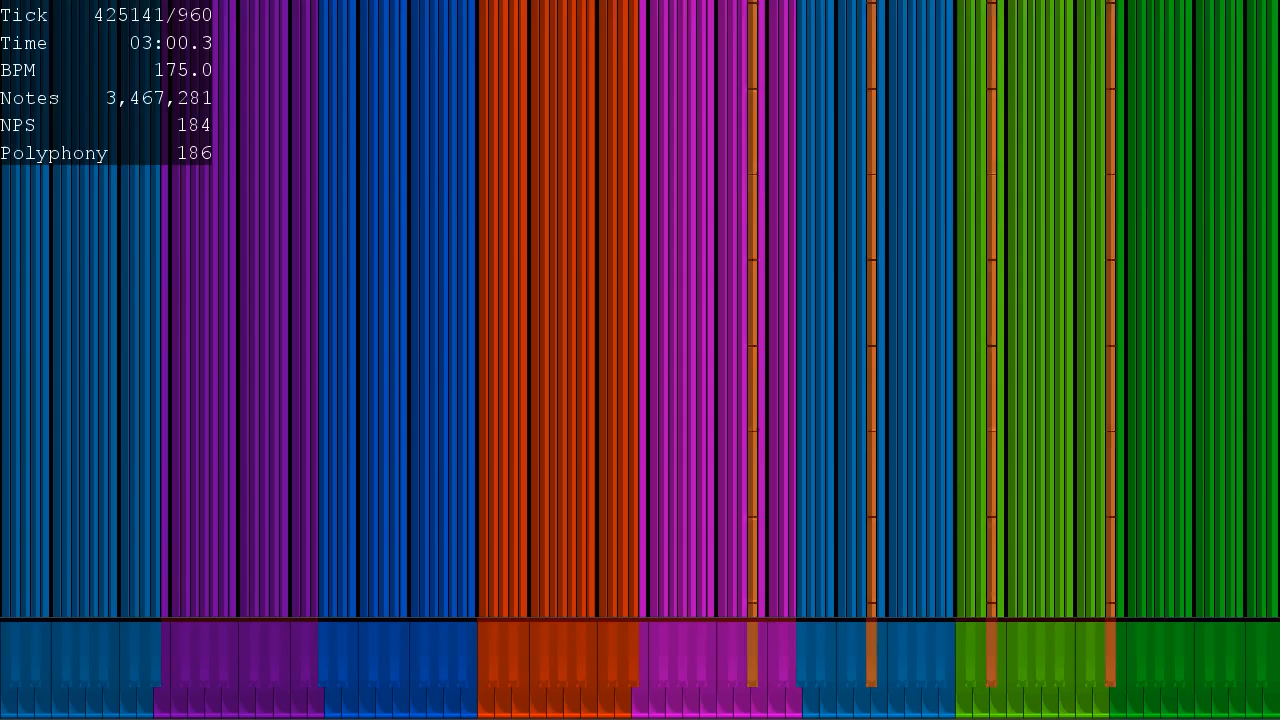 Tick 425141/960
Time 03:00.3
BPM 175.0
Notes 3,467,281
NPS 184
Polyphony 186